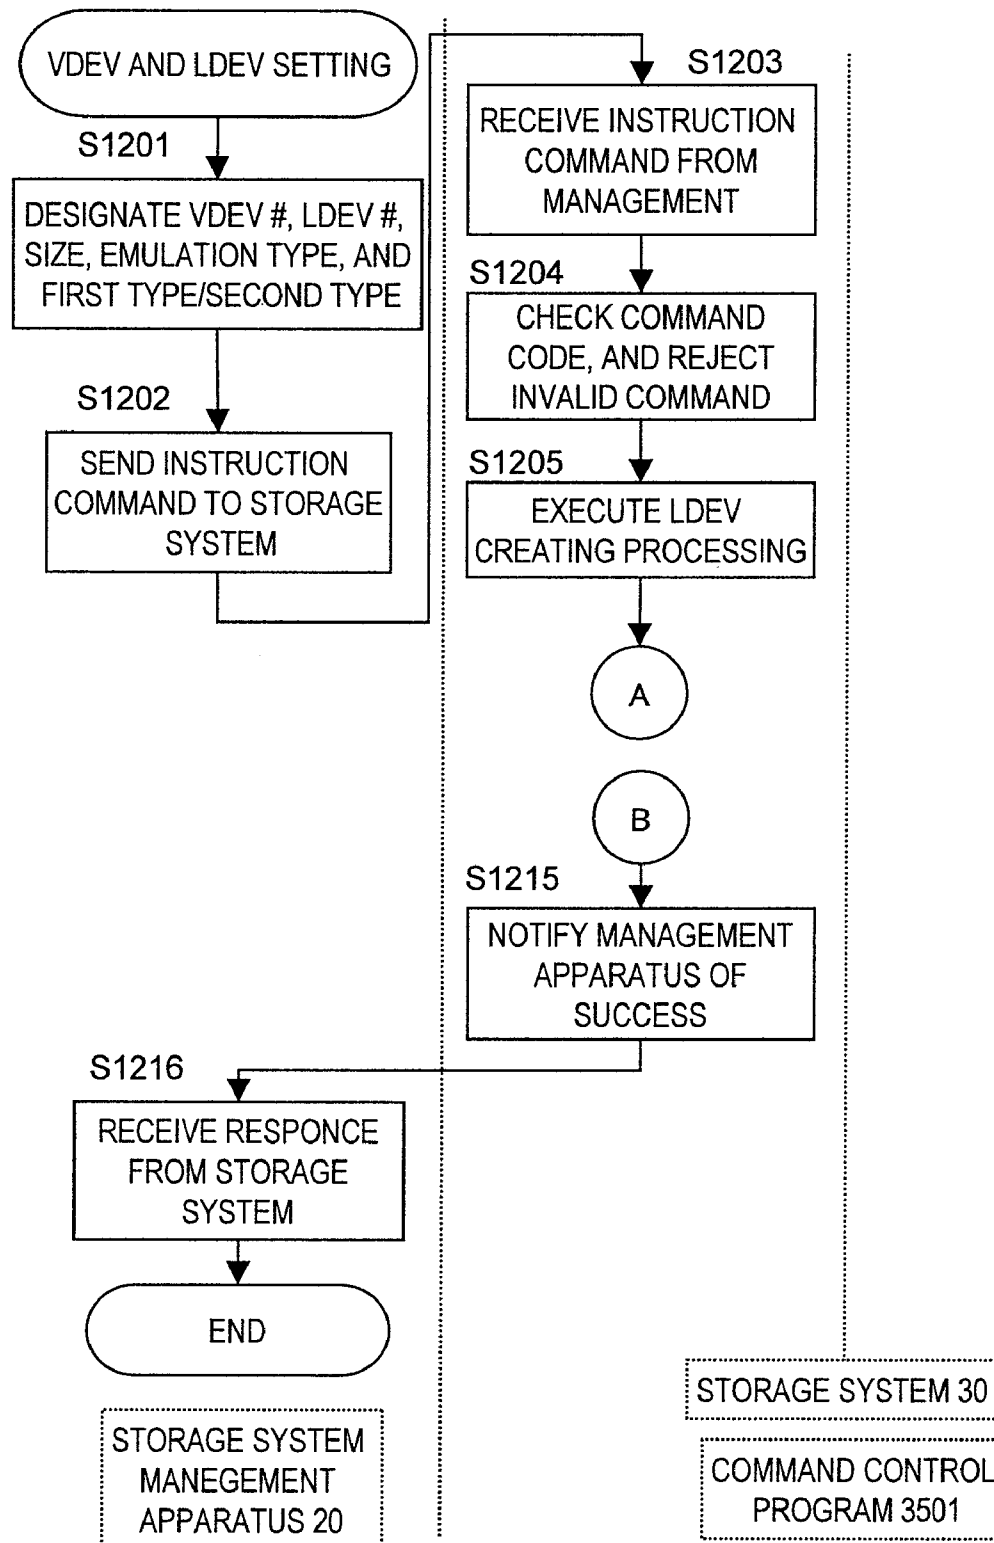 VDEV AND LDEV SETTING
S1201
DESIGNATE VDEV #, LDEV #,
SIZE, EMULATION TYPE, AND
FIRST TYPE/SECOND TYPE
S1202
SEND INSTRUCTION
COMMAND TO STORAGE
SYSTEM
S1203
RECEIVE INSTRUCTION
COMMAND FROM
MANAGEMENT
S1204
CHECK COMMAND
CODE, AND REJECT
INVALID COMMAND
S1205
EXECUTE LDEV
CREATING PROCESSING
A
B
S1215
NOTIFY MANAGEMENT
APPARATUS OF
SUCCESS
S1216
RECEIVE RESPONCE
FROM STORAGE
SYSTEM
END
STORAGE SYSTEM
MANEGEMENT
APPARATUS 20
STORAGE SYSTEM 30
COMMAND CONTROL
PROGRAM 3501